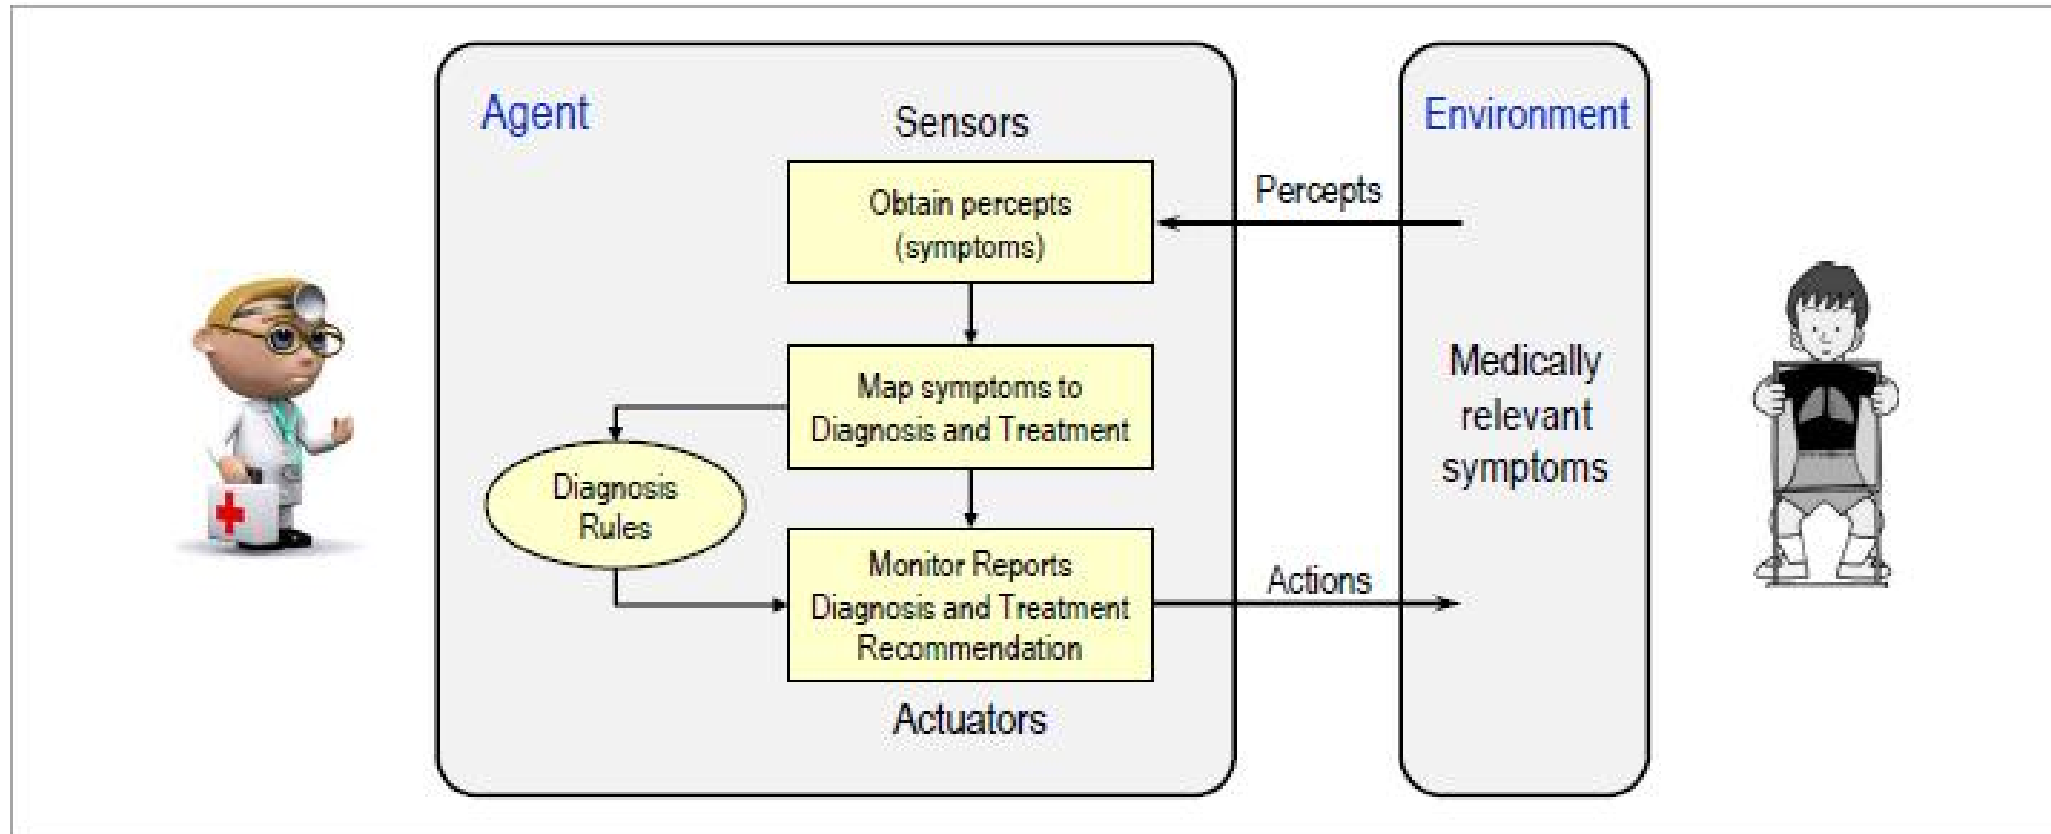 Agent
Sensors
Obtain percepts
(symptoms)
Map symptoms to
Diagnosis and Treatment
Diagnosis
Rules
Monitor Reports
Diagnosis and Treatment
Recommendation
Actuators
Percepts
Actions
Environment
Medically
relevant
symptoms